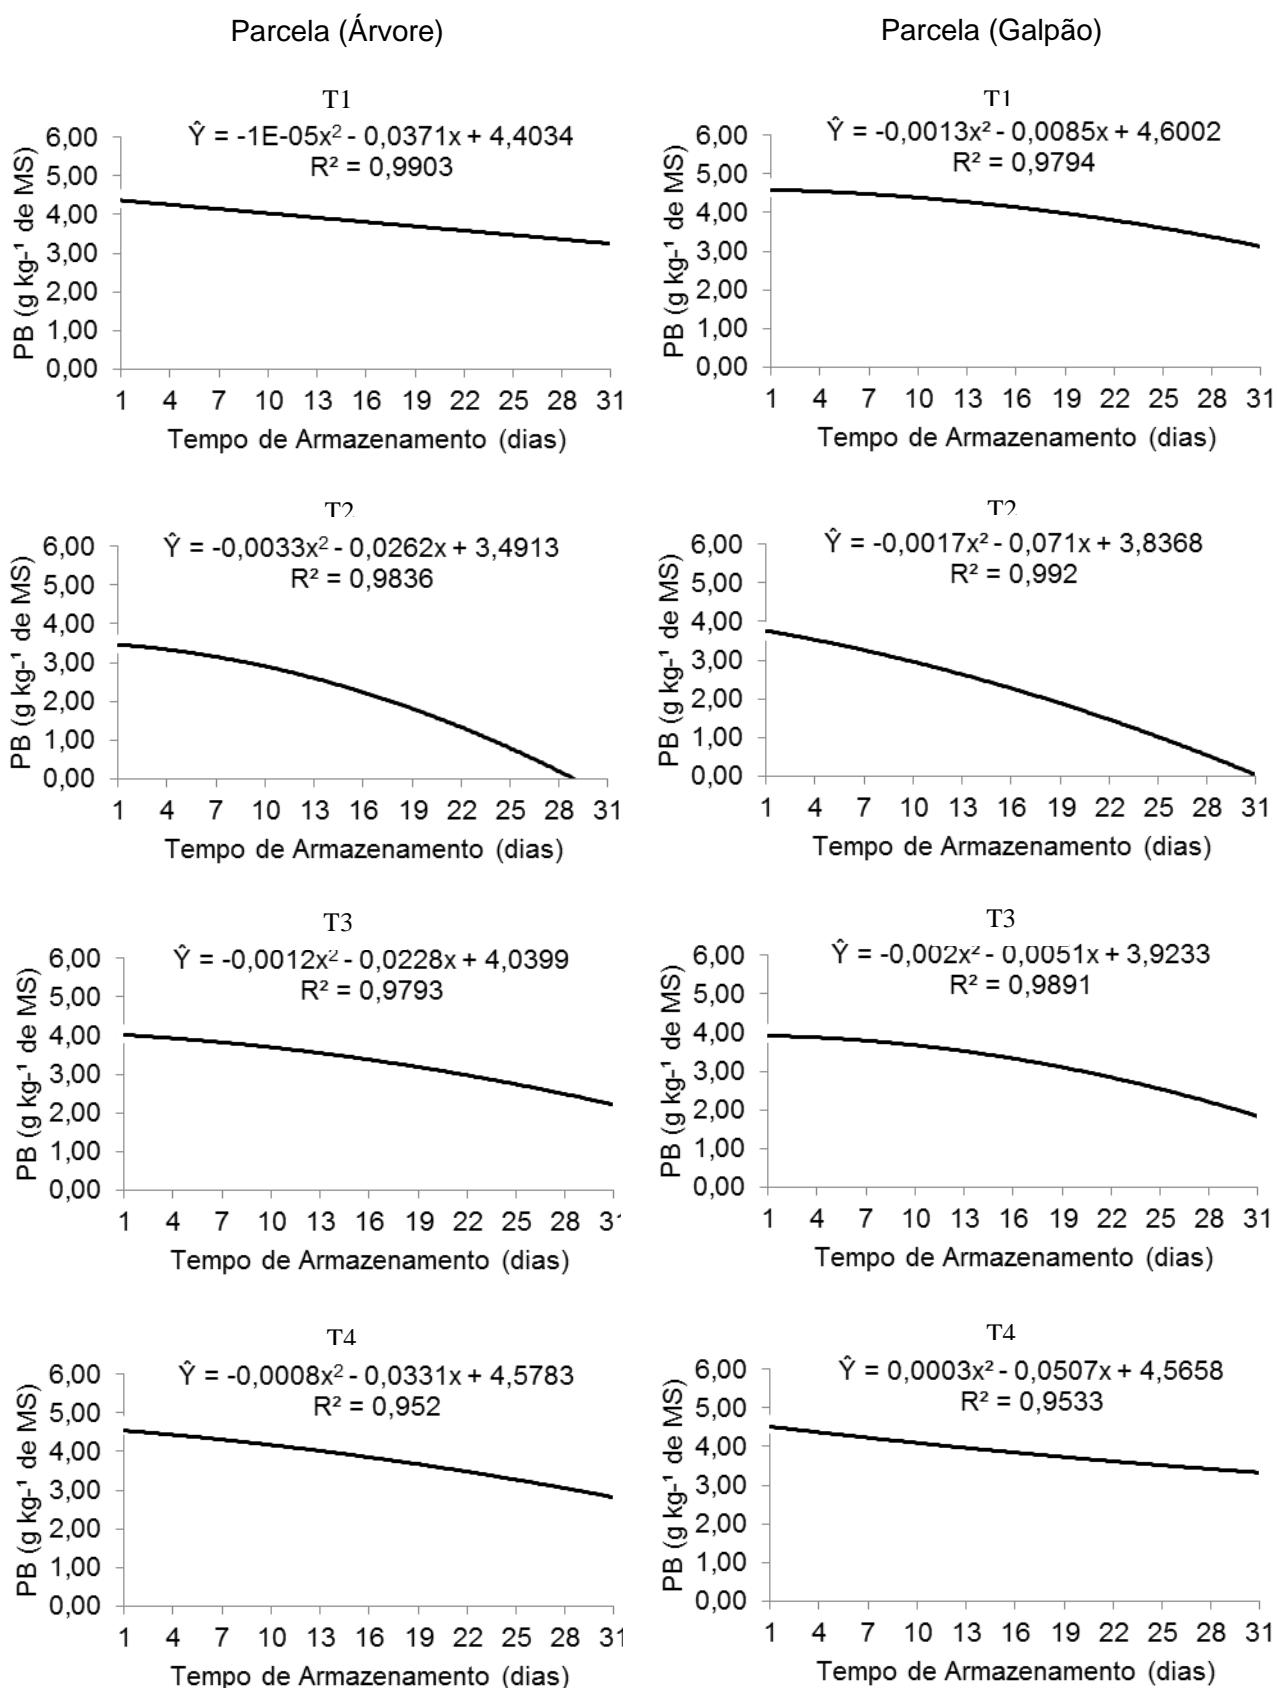 Parcela (Árvore)
Parcela (Galpão)
T1
Ŷ = -1E-05x² - 0,0371x + 4,4034
R² = 0,9903
PB (g kg-¹ de MS)
6,00
5,00
4,00
3,00
2,00
1,00
0,00
1 4 7 10 13 16 19 22 25 28 31
Tempo de Armazenamento (dias)
T1
Ŷ = -0,0013x² - 0,0085x + 4,6002
R² = 0,9794
PB (g kg-¹ de MS)
6,00
5,00
4,00
3,00
2,00
1,00
0,00
1 4 7 10 13 16 19 22 25 28 31
Tempo de Armazenamento (dias)
T2
Ŷ = -0,0033x² - 0,0262x + 3,4913
R² = 0,9836
PB (g kg-¹ de MS)
6,00
5,00
4,00
3,00
2,00
1,00
0,00
1 4 7 10 13 16 19 22 25 28 31
Tempo de Armazenamento (dias)
T2
Ŷ = -0,0017x² - 0,071x + 3,8368
R² = 0,992
PB (g kg-¹ de MS)
6,00
5,00
4,00
3,00
2,00
1,00
0,00
1 4 7 10 13 16 19 22 25 28 31
Tempo de Armazenamento (dias)
T3
Ŷ = -0,0012x² - 0,0228x + 4,0399
R² = 0,9793
PB (g kg-¹ de MS)
6,00
5,00
4,00
3,00
2,00
1,00
0,00
1 4 7 10 13 16 19 22 25 28 31
Tempo de Armazenamento (dias)
T3
Ŷ = -0,002x² - 0,0051x + 3,9233
R² = 0,9891
PB (g kg-¹ de MS)
6,00
5,00
4,00
3,00
2,00
1,00
0,00
1 4 7 10 13 16 19 22 25 28 31
Tempo de Armazenamento (dias)
T4
Ŷ = -0,0008x² - 0,0331x + 4,5783
R² = 0,952
PB (g kg-¹ de MS)
6,00
5,00
4,00
3,00
2,00
1,00
0,00
1 4 7 10 13 16 19 22 25 28 31
Tempo de Armazenamento (dias)
T4
Ŷ = 0,0003x² - 0,0507x + 4,5658
R² = 0,9533
PB (g kg-¹ de MS)
6,00
5,00
4,00
3,00
2,00
1,00
0,00
1 4 7 10 13 16 19 22 25 28 31
Tempo de Armazenamento (dias)